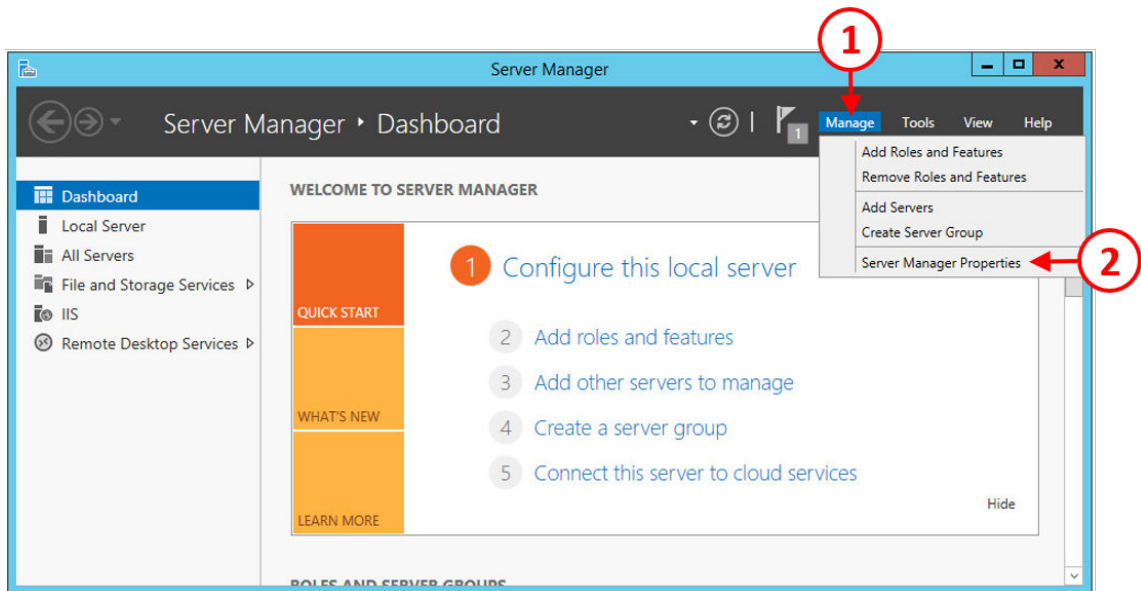 1
Server Manager
Server Manager • Dashboard
1
Manage Tools View Help
Add Roles and Features
Remove Roles and Features
Add Servers
Create Server Group
Server Manager Properties
2
Dashboard
Local Server
All Servers
File and Storage Services
IIS
Remote Desktop Services
WELCOME TO SERVER MANAGER
QUICK START
WHAT'S NEW
LEARN MORE
1 Configure this local server
2 Add roles and features
3 Add other servers to manage
4 Create a server group
5 Connect this server to cloud services
Hide
ROLES AND SERVER GROUPS